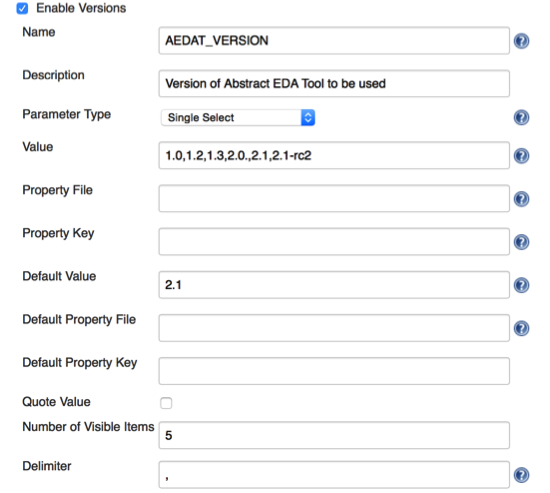 Enable Versions
Name
AEDAT_VERSION
Description
Version of Abstract EDA Tool to be used
Parameter Type
Single Select
Value
1.0,1.2,1.3,2.0.,2.1,2.1-rc2
Property File
Property Key
Default Value
2.1
Default Property File
Default Property Key
Quote Value
Number of Visible Items
5
Delimiter
,